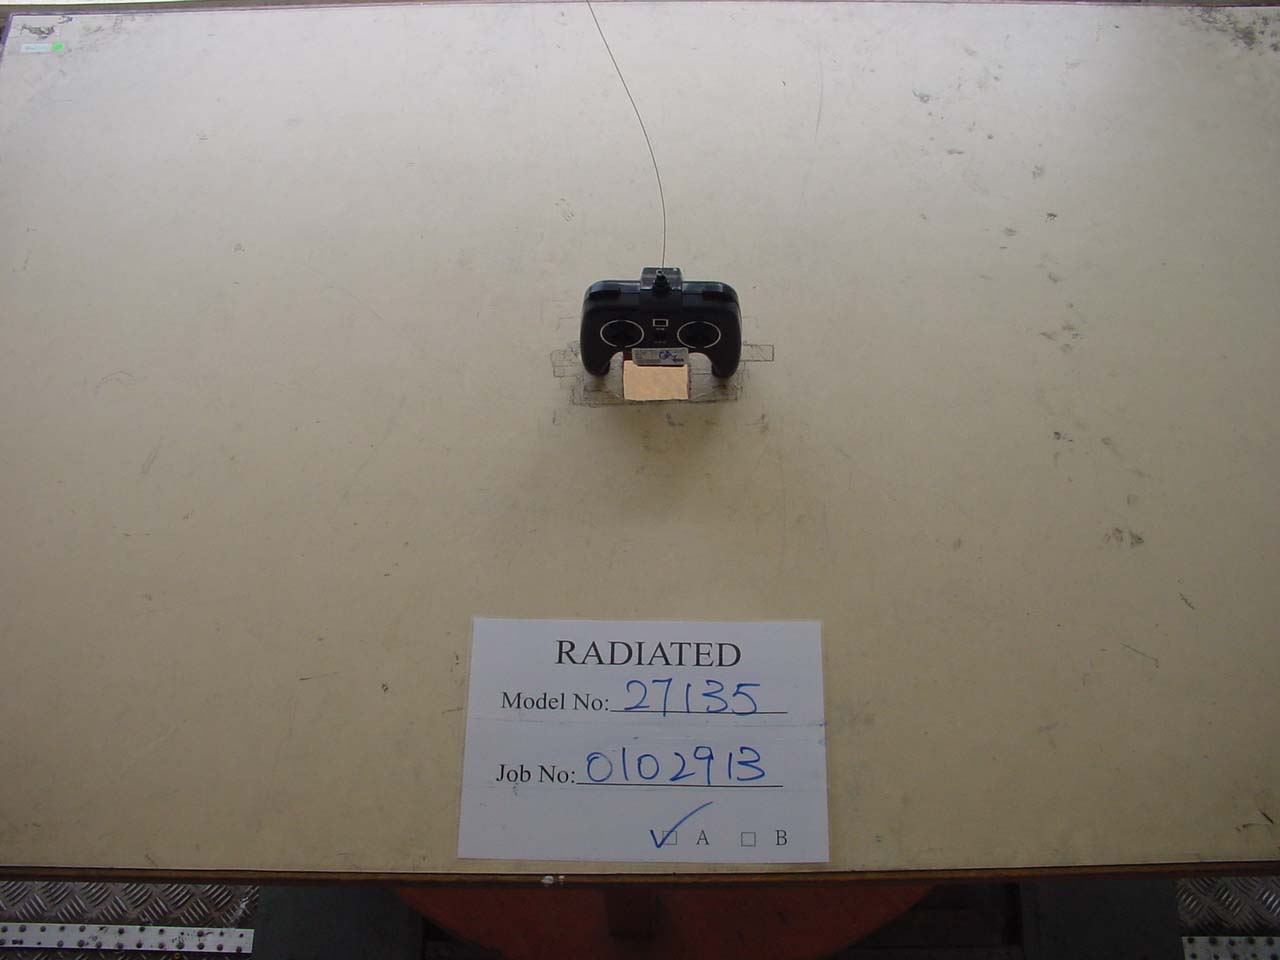 RADIATED
Model No: 27135
Job No: 0102913
A B